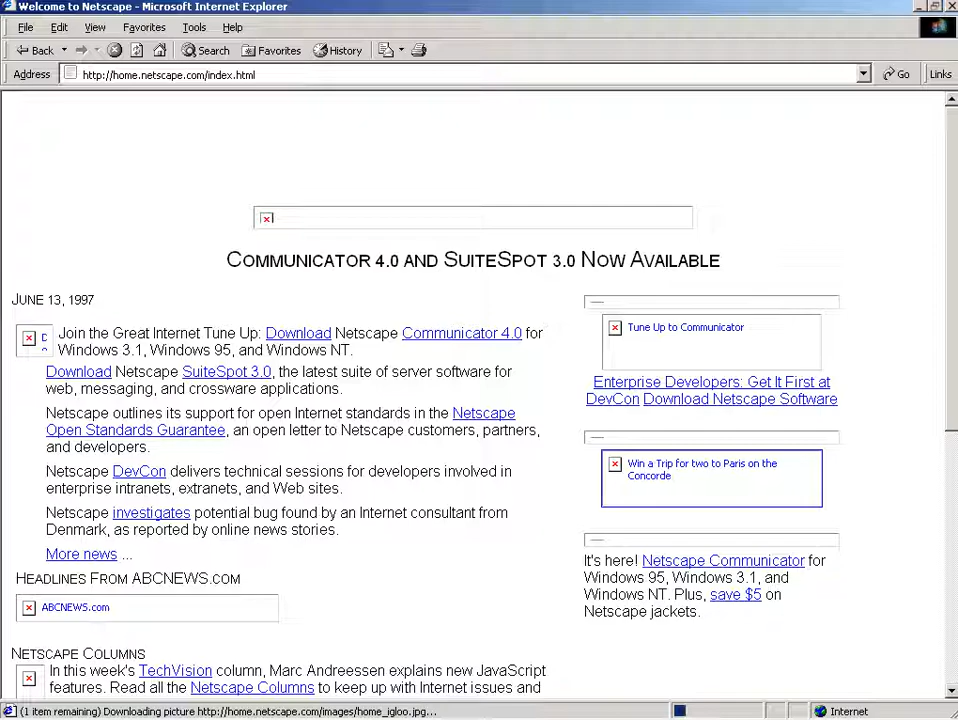 Welcome to Netscape - Microsoft Internet Explorer
File Edit View Favorites Tools Help
Back Search Favorites History
Address http://home.netscape.com/index.html Go Links
COMMUNICATOR 4.0 AND SUITESPOT 3.0 NOW AVAILABLE
JUNE 13, 1997
Join the Great Internet Tune Up: Download Netscape Communicator 4.0 for
Windows 3.1, Windows 95, and Windows NT.
Download Netscape SuiteSpot 3.0, the latest suite of server software for
web, messaging, and crossware applications.
Netscape outlines its support for open Internet standards in the Netscape
Open Standards Guarantee, an open letter to Netscape customers, partners,
and developers.
Netscape DevCon delivers technical sessions for developers involved in
enterprise intranets, extranets, and Web sites.
Netscape investigates potential bug found by an Internet consultant from
Denmark, as reported by online news stories.
More news ...
HEADLINES FROM ABCNEWS.COM
ABCNEWS.com
NETSCAPE COLUMNS
In this week's TechVision column, Marc Andreessen explains new JavaScript
features. Read all the Netscape Columns to keep up with Internet issues and
Tune Up to Communicator
Enterprise Developers: Get It First at
DevCon Download Netscape Software
Win a Trip for two to Paris on the
Concorde
It's here! Netscape Communicator for
Windows 95, Windows 3.1, and
Windows NT. Plus, save $5 on
Netscape jackets.
(1 item remaining) Downloading picture http://home.netscape.com/images/home_igloo.jpg... Internet